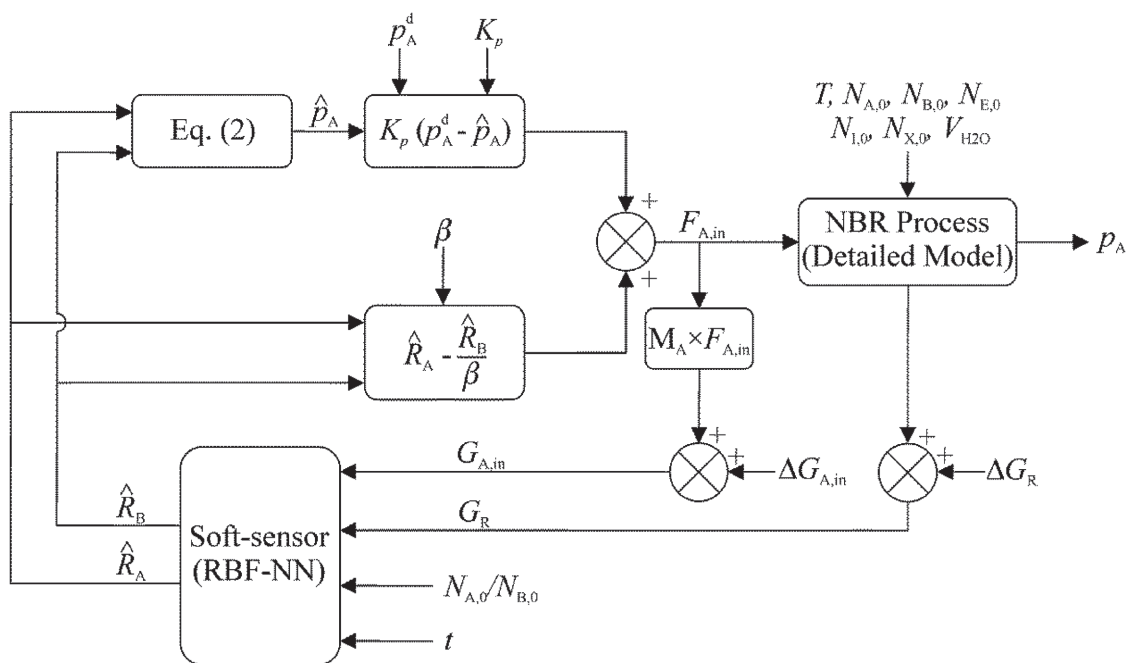 p_A^d
K_p
T, N_A,0, N_B,0, N_E,0
N_I,0, N_X,0, V_H2O
Eq. (2)
p̂_A
K_p (p_A^d - p̂_A)
+
F_A,in
+
NBR Process
(Detailed Model)
p_A
β
R̂_A - R̂_B/β
M_A×F_A,in
+
+
+
+
G_A,in
ΔG_A,in
ΔG_R
R̂_B
G_R
Soft-sensor
(RBF-NN)
R̂_A
N_A,0/N_B,0
t